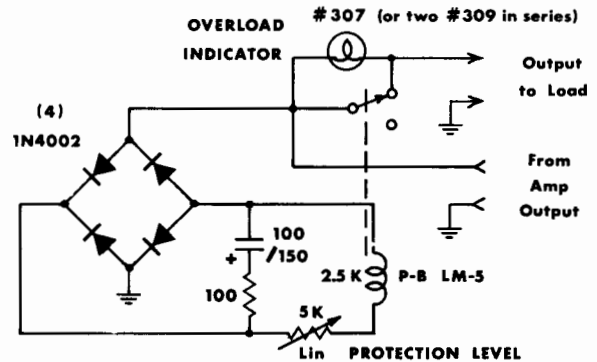 #307 (or two #309 in series)
OVERLOAD
INDICATOR
Output
to Load
(4)
1N4002
From
Amp
Output
100
/150
+
2.5 K
P-B LM-5
100
5K
Lin
PROTECTION LEVEL